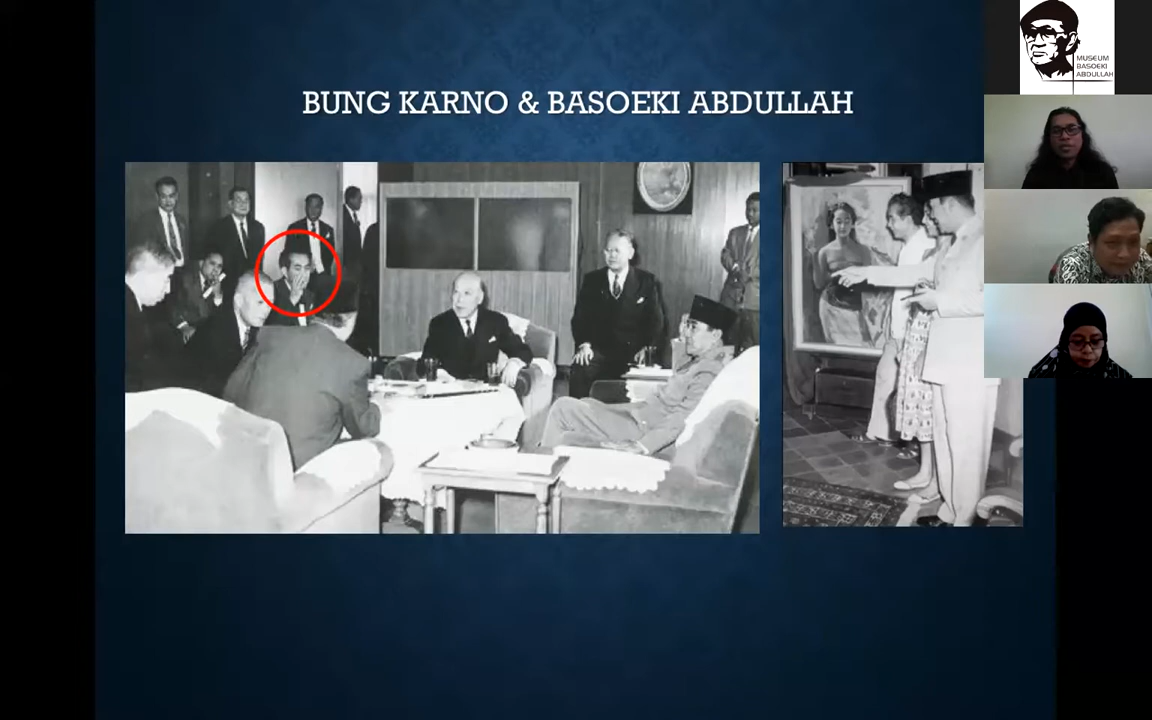 BUNG KARNO & BASOEKI ABDULLAH
MUSEUM
BASOEKI
ABDULLAH